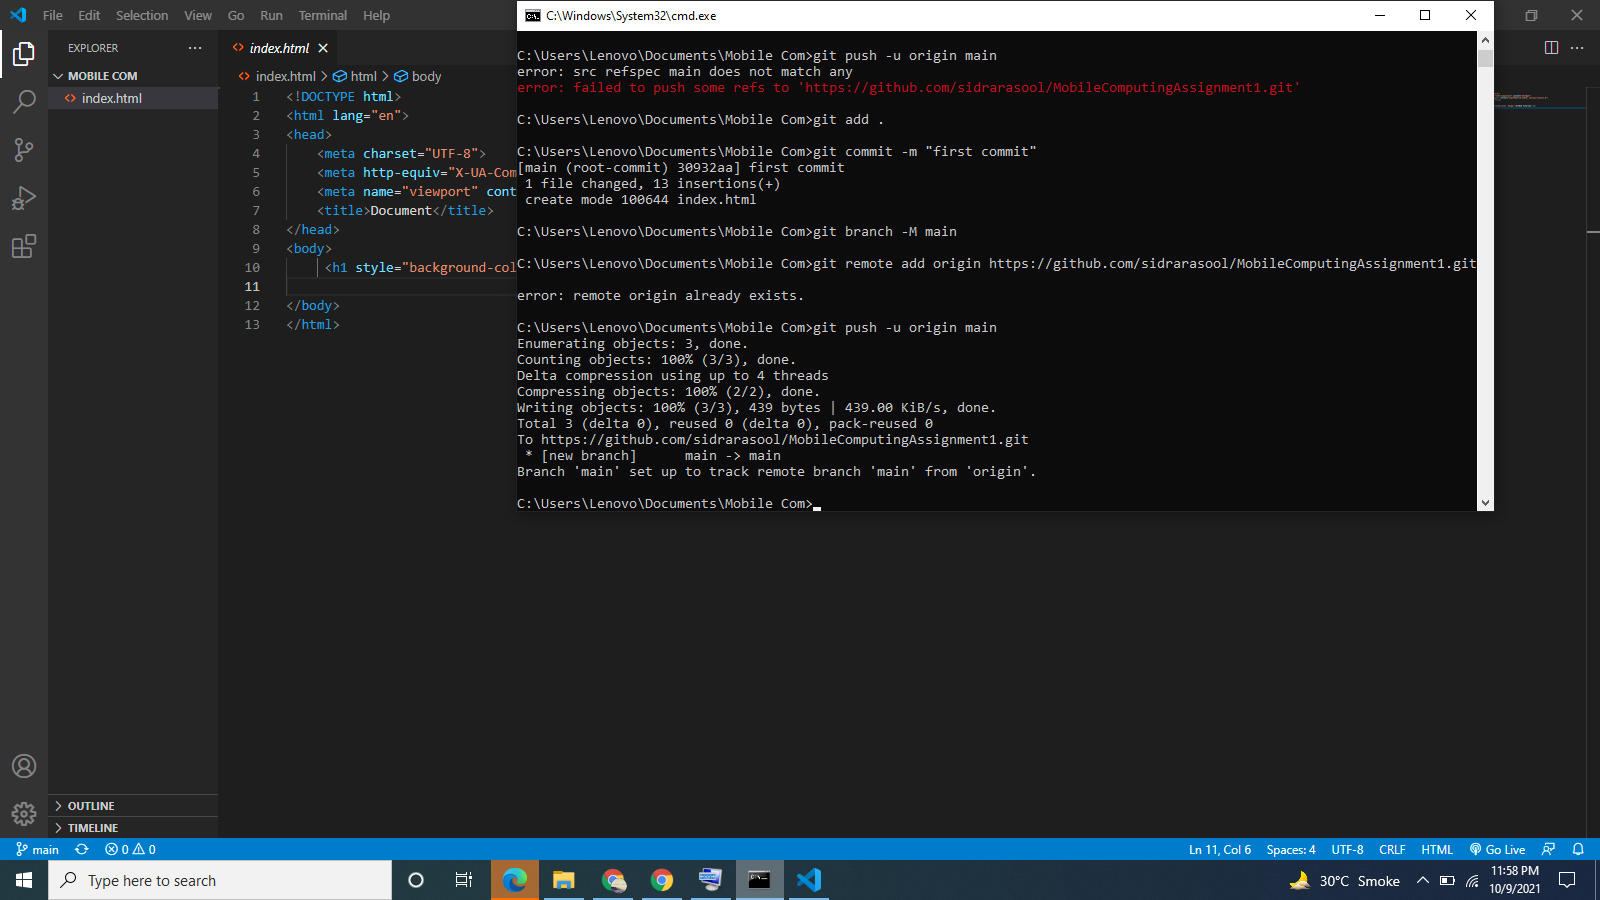 File Edit Selection View Go Run Terminal Help
EXPLORER
MOBILE COM
index.html
OUTLINE
TIMELINE
index.html
index.html > html > body
1 <!DOCTYPE html>
2 <html lang="en">
3 <head>
4 <meta charset="UTF-8">
5 <meta http-equiv="X-UA-Com
6 <meta name="viewport" cont
7 <title>Document</title>
8 </head>
9 <body>
10 <h1 style="background-col
11
12 </body>
13 </html>
C:\Windows\System32\cmd.exe
C:\Users\Lenovo\Documents\Mobile Com>git push -u origin main
error: src refspec main does not match any
error: failed to push some refs to 'https://github.com/sidrarasool/MobileComputingAssignment1.git'
C:\Users\Lenovo\Documents\Mobile Com>git add .
C:\Users\Lenovo\Documents\Mobile Com>git commit -m "first commit"
[main (root-commit) 30932aa] first commit
1 file changed, 13 insertions(+)
create mode 100644 index.html
C:\Users\Lenovo\Documents\Mobile Com>git branch -M main
C:\Users\Lenovo\Documents\Mobile Com>git remote add origin https://github.com/sidrarasool/MobileComputingAssignment1.git
error: remote origin already exists.
C:\Users\Lenovo\Documents\Mobile Com>git push -u origin main
Enumerating objects: 3, done.
Counting objects: 100% (3/3), done.
Delta compression using up to 4 threads
Compressing objects: 100% (2/2), done.
Writing objects: 100% (3/3), 439 bytes | 439.00 KiB/s, done.
Total 3 (delta 0), reused 0 (delta 0), pack-reused 0
To https://github.com/sidrarasool/MobileComputingAssignment1.git
* [new branch] main -> main
Branch 'main' set up to track remote branch 'main' from 'origin'.
C:\Users\Lenovo\Documents\Mobile Com>
main 0 0 Ln 11, Col 6 Spaces: 4 UTF-8 CRLF HTML Go Live
Type here to search
30°C Smoke
11:58 PM
10/9/2021